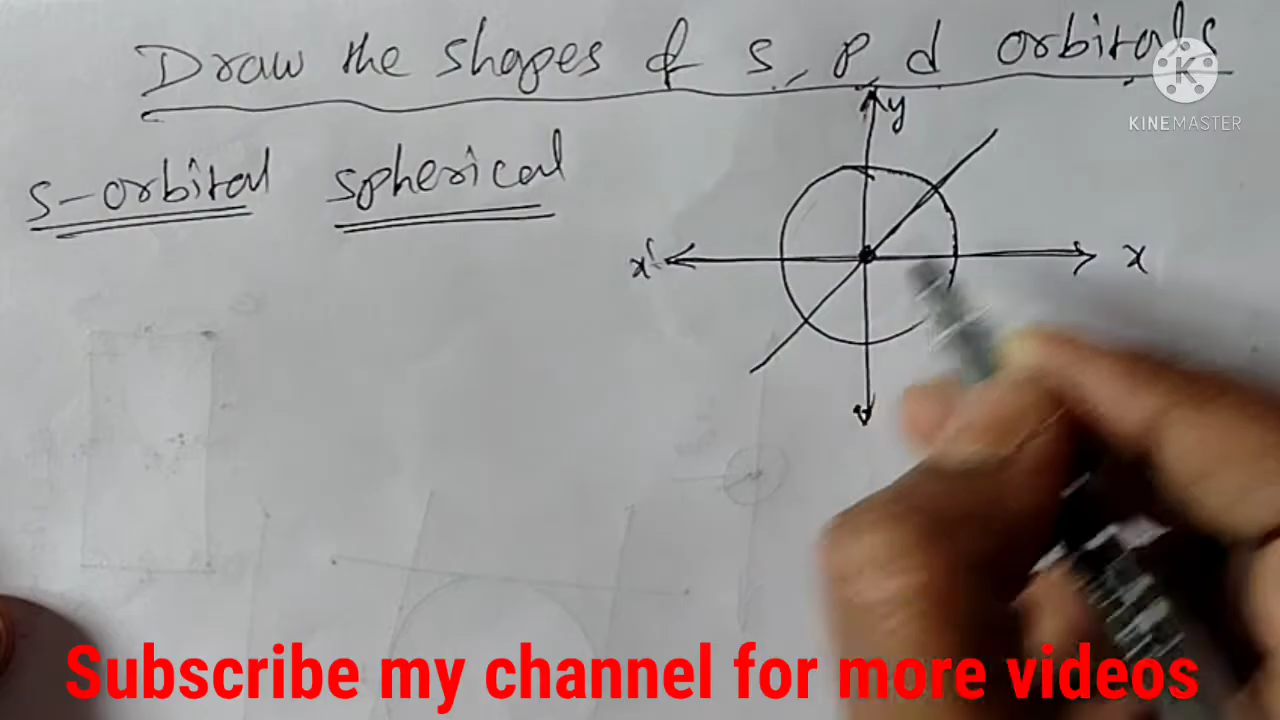 Draw the shapes of s, p, d orbitals
K
KINEMASTER
y
s-orbital spherical
x' x
Subscribe my channel for more videos